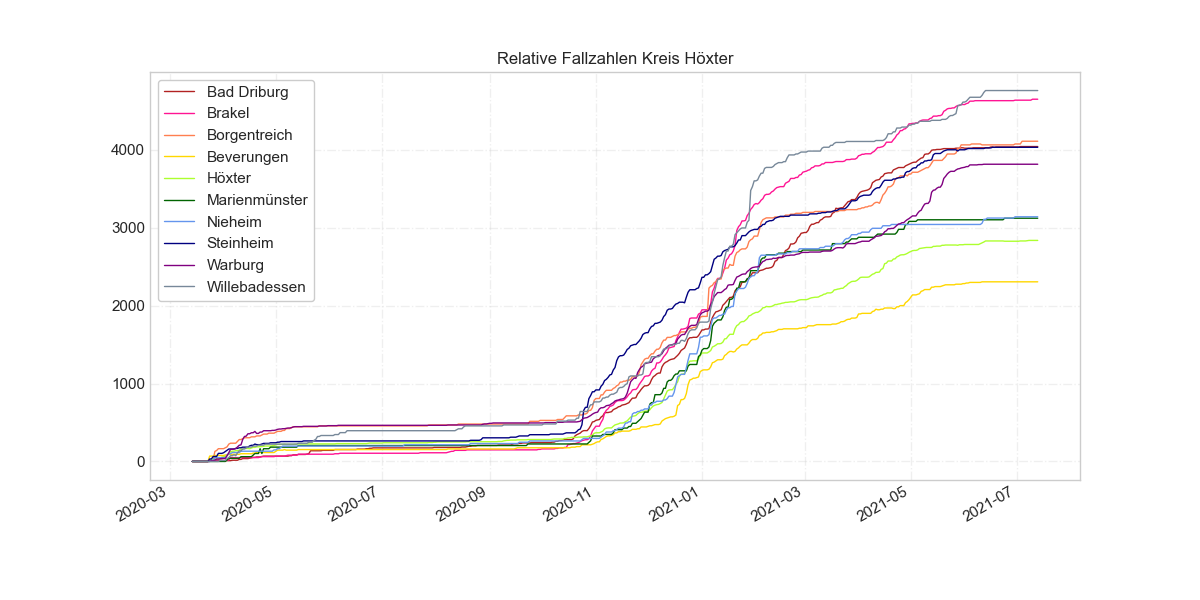 Relative Fallzahlen Kreis Höxter
Bad Driburg
Brakel
Borgentreich
Beverungen
Höxter
Marienmünster
Nieheim
Steinheim
Warburg
Willebadessen
4000
3000
2000
1000
0
2020-03
2020-05
2020-07
2020-09
2020-11
2021-01
2021-03
2021-05
2021-07